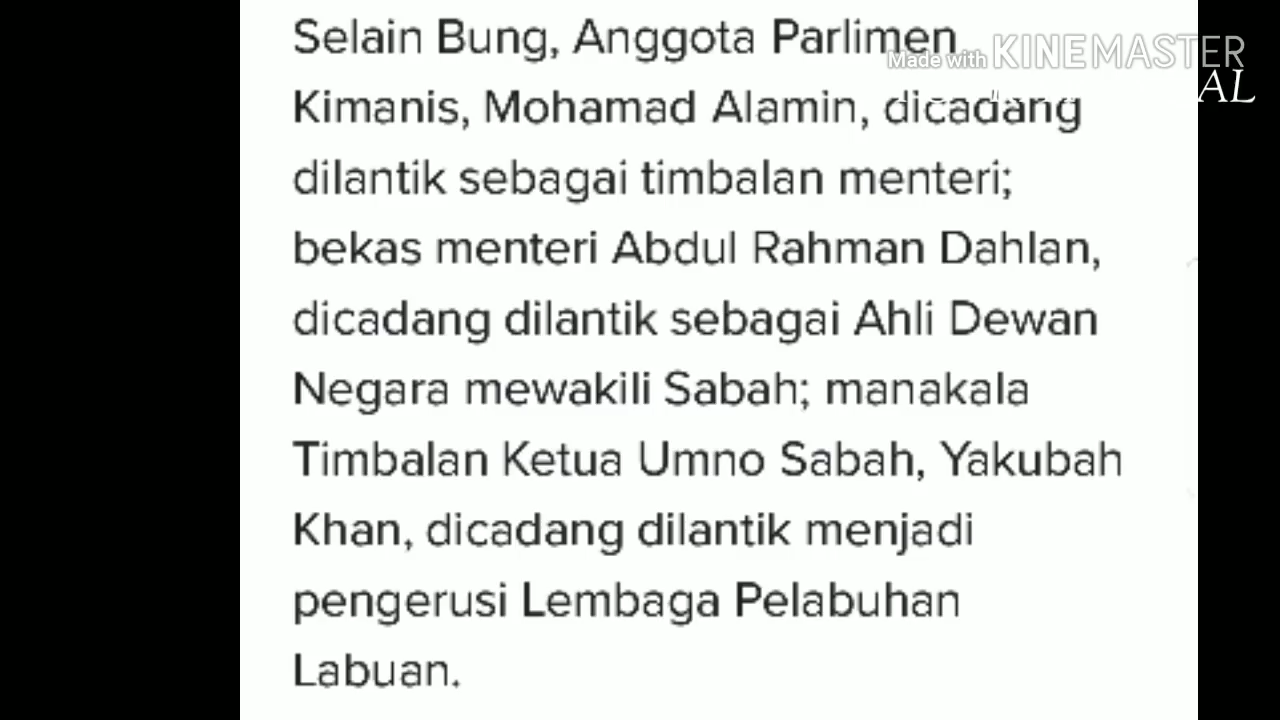 Selain Bung, Anggota Parlimen
Made with KINEMASTER
Kimanis, Mohamad Alamin, dicadang
AL
dilantik sebagai timbalan menteri;
bekas menteri Abdul Rahman Dahlan,
dicadang dilantik sebagai Ahli Dewan
Negara mewakili Sabah; manakala
Timbalan Ketua Umno Sabah, Yakubah
Khan, dicadang dilantik menjadi
pengerusi Lembaga Pelabuhan
Labuan.